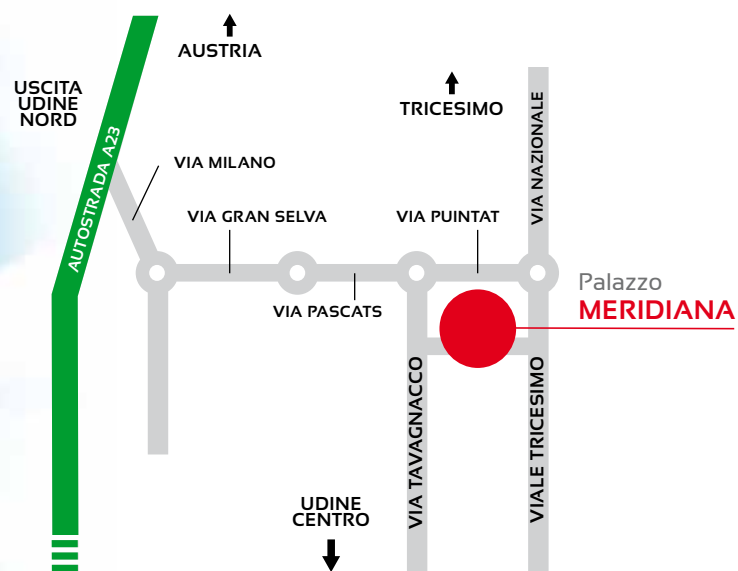 AUSTRIA
USCITA
UDINE
NORD
TRICESIMO
VIA NAZIONALE
AUTOSTRADA A23
VIA MILANO
VIA GRAN SELVA
VIA PUINTAT
Palazzo
MERIDIANA
VIA PASCATS
VIA TAVAGNACCO
VIALE TRICESIMO
UDINE
CENTRO